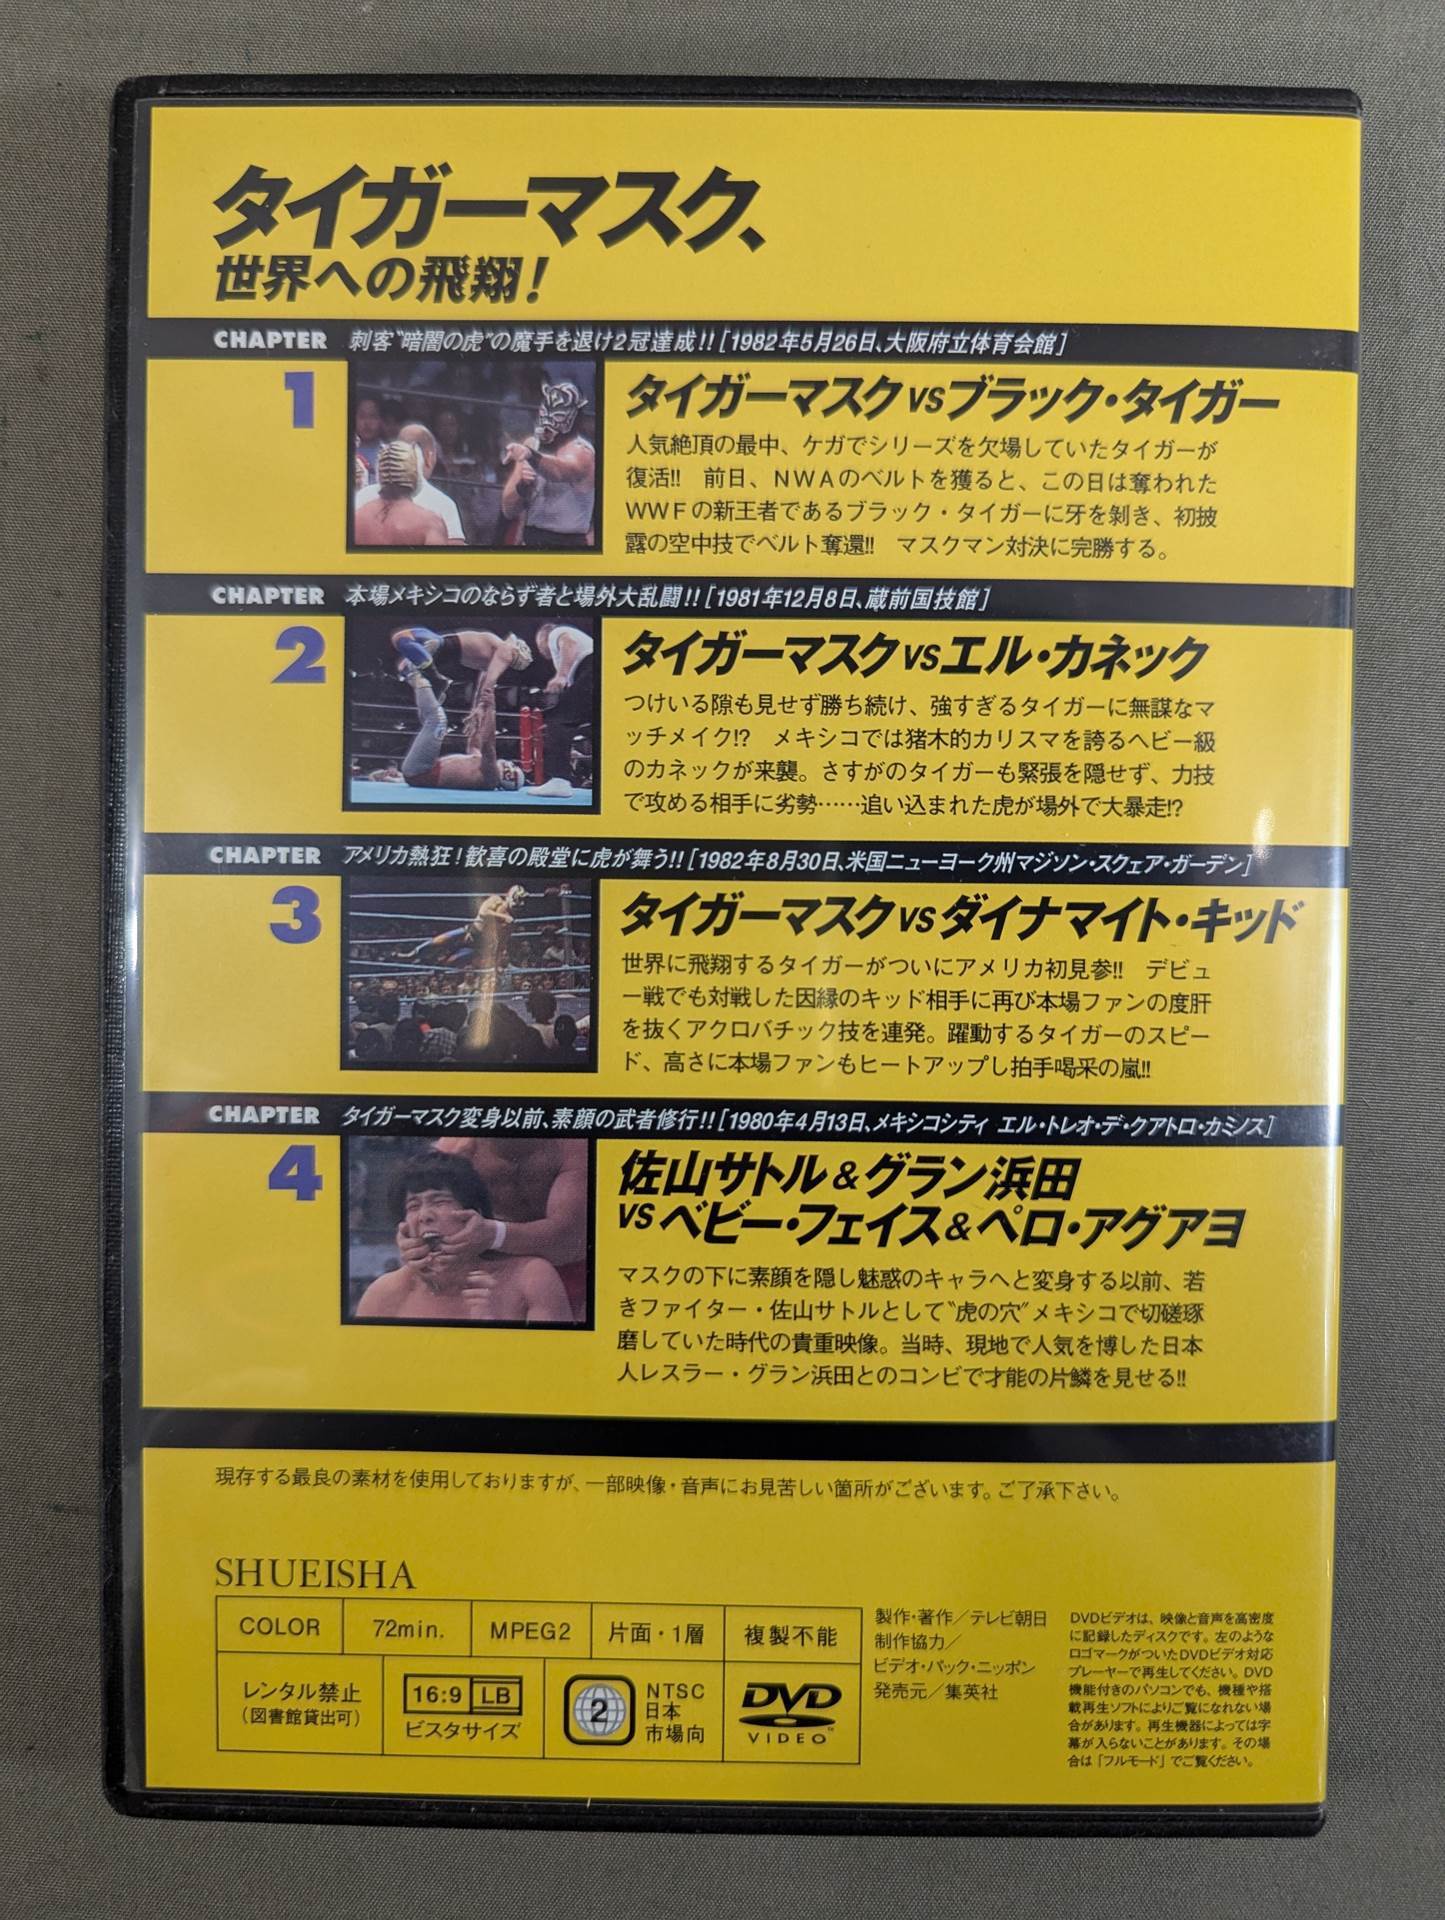 タイガーマスク、
世界への飛翔!
CHAPTER 1
刺客“暗闇の虎”の魔手を退け2冠達成!![1982年5月26日、大阪府立体育会館]
タイガーマスクvsブラック・タイガー
人気絶頂の最中、ケガでシリーズを欠場していたタイガーが
復活!! 前日、NWAのベルトを獲ると、この日は奪われた
WWFの新王者であるブラック・タイガーに牙を剥き、初披
露の空中技でベルト奪還!! マスクマン対決に完勝する。
CHAPTER 2
本場メキシコのならず者と場外大乱闘!![1981年12月8日、蔵前国技館]
タイガーマスクvsエル・カネック
つけいる隙も見せず勝ち続け、強すぎるタイガーに無謀なマ
ッチメイク!? メキシコでは猪木的カリスマを誇るヘビー級
のカネックが来襲。さすがのタイガーも緊張を隠せず、力技
で攻める相手に劣勢……追い込まれた虎が場外で大暴走!?
CHAPTER 3
アメリカ熱狂!歓喜の殿堂に虎が舞う!![1982年8月30日、米国ニューヨーク州マジソン・スクェア・ガーデン]
タイガーマスクvsダイナマイト・キッド
世界に飛翔するタイガーがついにアメリカ初見参!! デビュ
ー戦でも対戦した因縁のキッド相手に再び本場ファンの度肝
を抜くアクロバチック技を連発。躍動するタイガーのスピー
ド、高さに本場ファンもヒートアップし拍手喝采の嵐!!
CHAPTER 4
タイガーマスク変身以前、素顔の武者修行!![1980年4月13日、メキシコシティ エル・トレオ・デ・クアトロ・カミノス]
佐山サトル&グラン浜田
vsベビー・フェイス&ペロ・アグアヨ
マスクの下に素顔を隠し魅惑のキャラへと変身する以前、若
きファイター・佐山サトルとして“虎の穴”メキシコで切磋琢
磨していた時代の貴重映像。当時、現地で人気を博した日本
人レスラー・グラン浜田とのコンビで才能の片鱗を見せる!!
現存する最良の素材を使用しておりますが、一部映像・音声にお見苦しい箇所がございます。ご了承下さい。
SHUEISHA
COLOR
72min.
MPEG2
片面・1層
複製不能
レンタル禁止
(図書館貸出可)
16:9 LB
ビスタサイズ
2
NTSC
日本
市場向
DVD
VIDEO™
製作・著作/テレビ朝日
制作協力/
ビデオ・パック・ニッポン
発売元/集英社
DVDビデオは、映像と音声を高密度
に記録したディスクです。左のような
ロゴマークがついたDVDビデオ対応
プレーヤーで再生してください。DVD
機能付きのパソコンでも、機種や搭
載再生ソフトによりご覧になれない場
合があります。再生機器によっては字
幕が入らないことがあります。その場
合は「フルモード」でご覧ください。